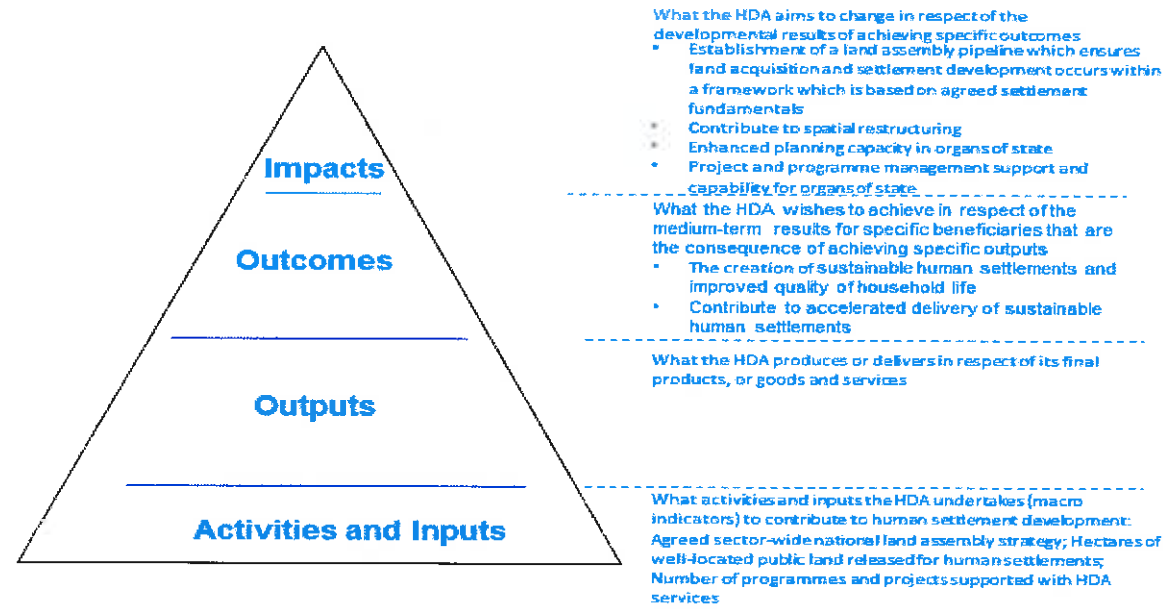 What the HDA aims to change in respect of the
developmental results of achieving specific outcomes
• Establishment of a land assembly pipeline which ensures
land acquisition and settlement development occurs within
a framework which is based on agreed settlement
fundamentals
• Contribute to spatial restructuring
• Enhanced planning capacity in organs of state
• Project and programme management support and
capability for organs of state
Impacts
What the HDA wishes to achieve in respect of the
medium-term results for specific beneficiaries that are
the consequence of achieving specific outputs
• The creation of sustainable human settlements and
improved quality of household life
• Contribute to accelerated delivery of sustainable
human settlements
Outcomes
What the HDA produces or delivers in respect of its final
products, or goods and services
Outputs
What activities and inputs the HDA undertakes (macro
indicators) to contribute to human settlement development:
Agreed sector-wide national land assembly strategy; Hectares of
well-located public land released for human settlements;
Number of programmes and projects supported with HDA
services
Activities and Inputs